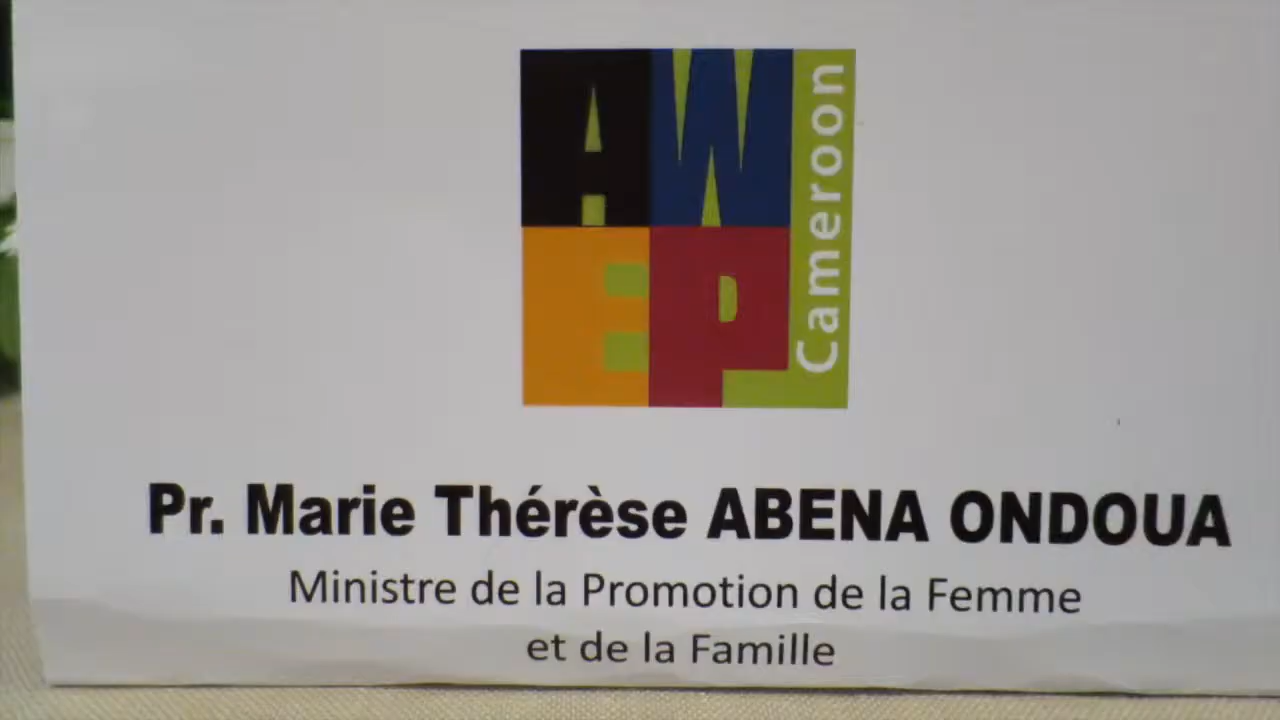 AW
EP
Cameroon
Pr. Marie Thérèse ABENA ONDOUA
Ministre de la Promotion de la Femme
et de la Famille